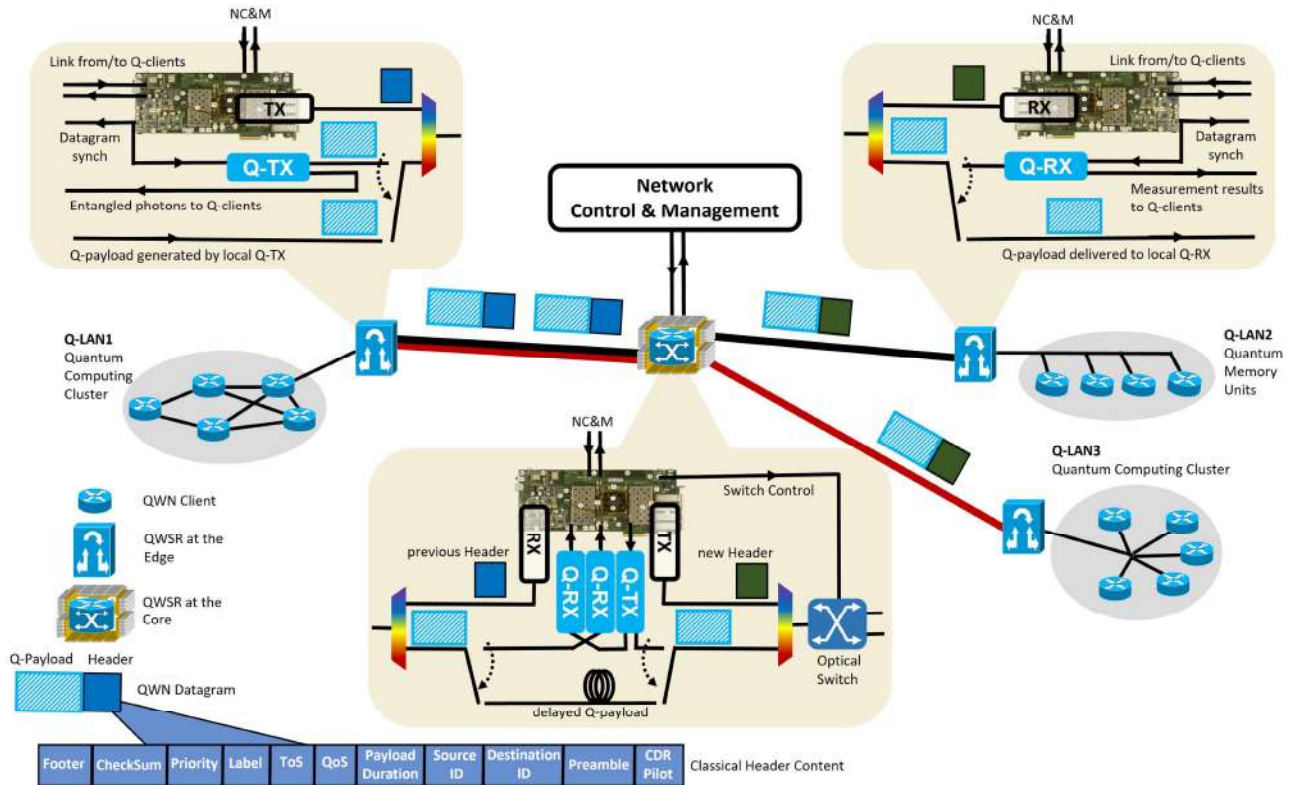 NC&M
Link from/to Q-clients
TX
Datagram
synch
Q-TX
Entangled photons to Q-clients
Q-payload generated by local Q-TX
NC&M
Link from/to Q-clients
RX
Datagram
synch
Q-RX
Measurement results
to Q-clients
Q-payload delivered to local Q-RX
Network
Control & Management
Q-LAN1
Quantum
Computing
Cluster
Q-LAN2
Quantum
Memory
Units
Q-LAN3
Quantum Computing Cluster
NC&M
Switch Control
RX
TX
previous Header
new Header
Q-RX
Q-RX
Q-TX
Optical
Switch
delayed Q-payload
QWN Client
QWSR at the
Edge
QWSR at the
Core
Q-Payload
Header
QWN Datagram
Footer
CheckSum
Priority
Label
ToS
QoS
Payload
Duration
Source
ID
Destination
ID
Preamble
CDR
Pilot
Classical Header Content